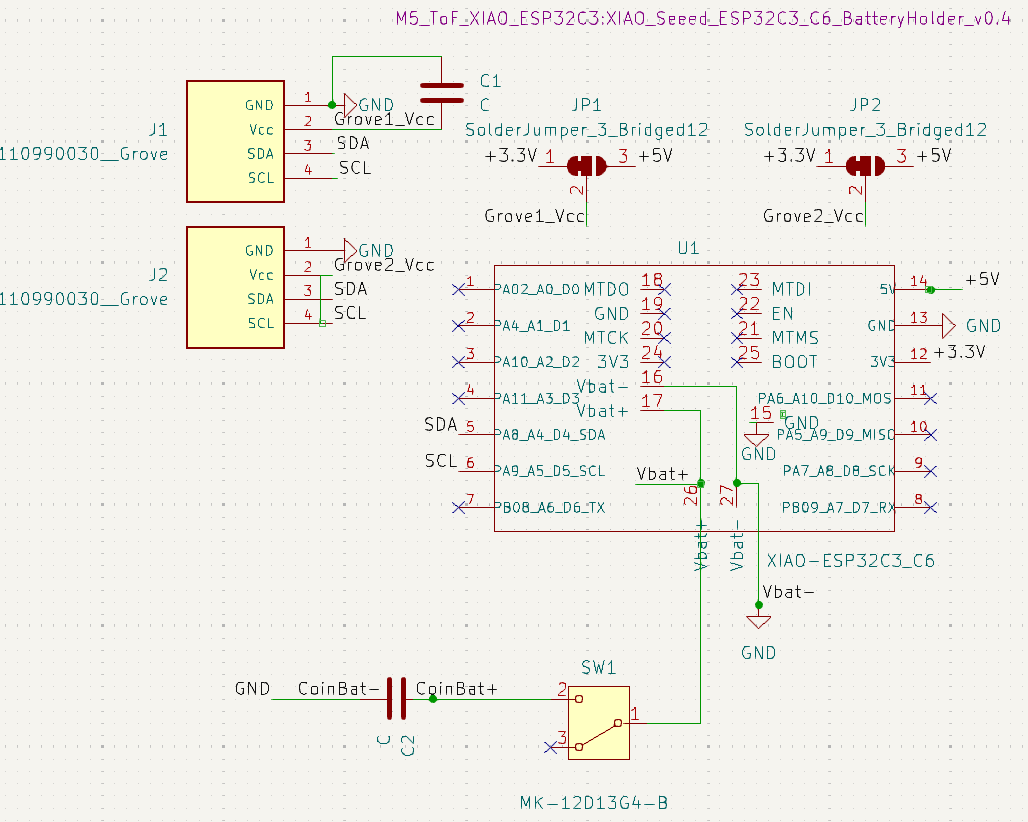 M5_ToF_XIAO_ESP32C3:XIAO_Seeed_ESP32C3_C6_BatteryHolder_v0.4
J1
110990030__Grove
GND 1 GND
Vcc 2 Grove1_Vcc
SDA 3 SDA
SCL 4 SCL
C1
C
JP1
SolderJumper_3_Bridged12
+3.3V 1 3 +5V
2
Grove1_Vcc
JP2
SolderJumper_3_Bridged12
+3.3V 1 3 +5V
2
Grove2_Vcc
J2
110990030__Grove
GND 1 GND
Vcc 2 Grove2_Vcc
SDA 3 SDA
SCL 4 SCL
U1
1 PA02_A0_D0
2 PA4_A1_D1
3 PA10_A2_D2
4 PA11_A3_D3
SDA 5 PA8_A4_D4_SDA
SCL 6 PA9_A5_D5_SCL
7 PB08_A6_D6_TX
MTDO 18
GND 19
MTCK 20
3V3 24
Vbat- 16
Vbat+ 17
23 MTDI
22 EN
21 MTMS
25 BOOT
15 GND
GND
5V 14 +5V
GND 13 GND
3V3 12 +3.3V
PA6_A10_D10_MOS 11
PA5_A9_D9_MISO 10
PA7_A8_D8_SCK 9
PB09_A7_D7_RX 8
Vbat+
26 Vbat+
27 Vbat-
XIAO-ESP32C3_C6
Vbat-
GND
GND CoinBat- CoinBat+
C
C2
SW1
2
1
3
MK-12D13G4-B